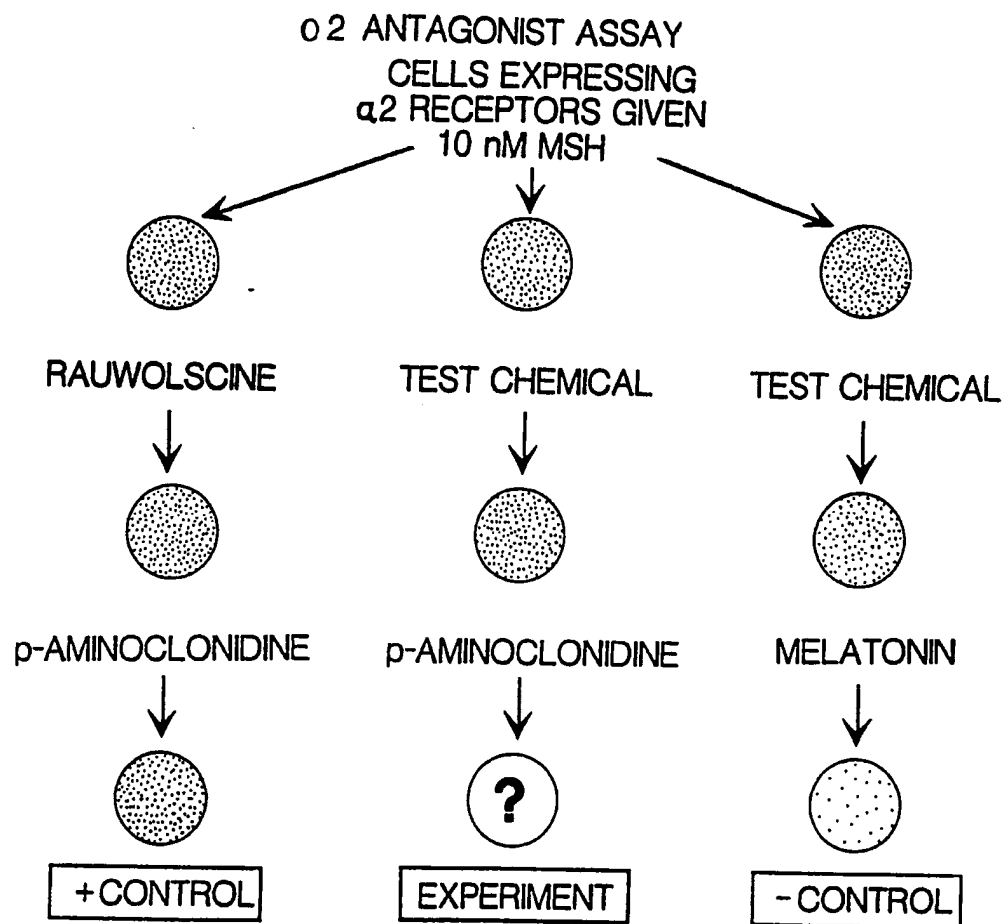 α2 ANTAGONIST ASSAY
CELLS EXPRESSING
α2 RECEPTORS GIVEN
10 nM MSH
RAUWOLSCINE
TEST CHEMICAL
TEST CHEMICAL
p-AMINOCLONIDINE
p-AMINOCLONIDINE
MELATONIN
?
+CONTROL
EXPERIMENT
-CONTROL